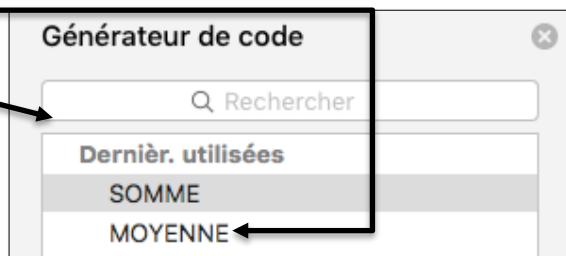 Générateur de code
Rechercher
Dernièr. utilisées
SOMME
MOYENNE